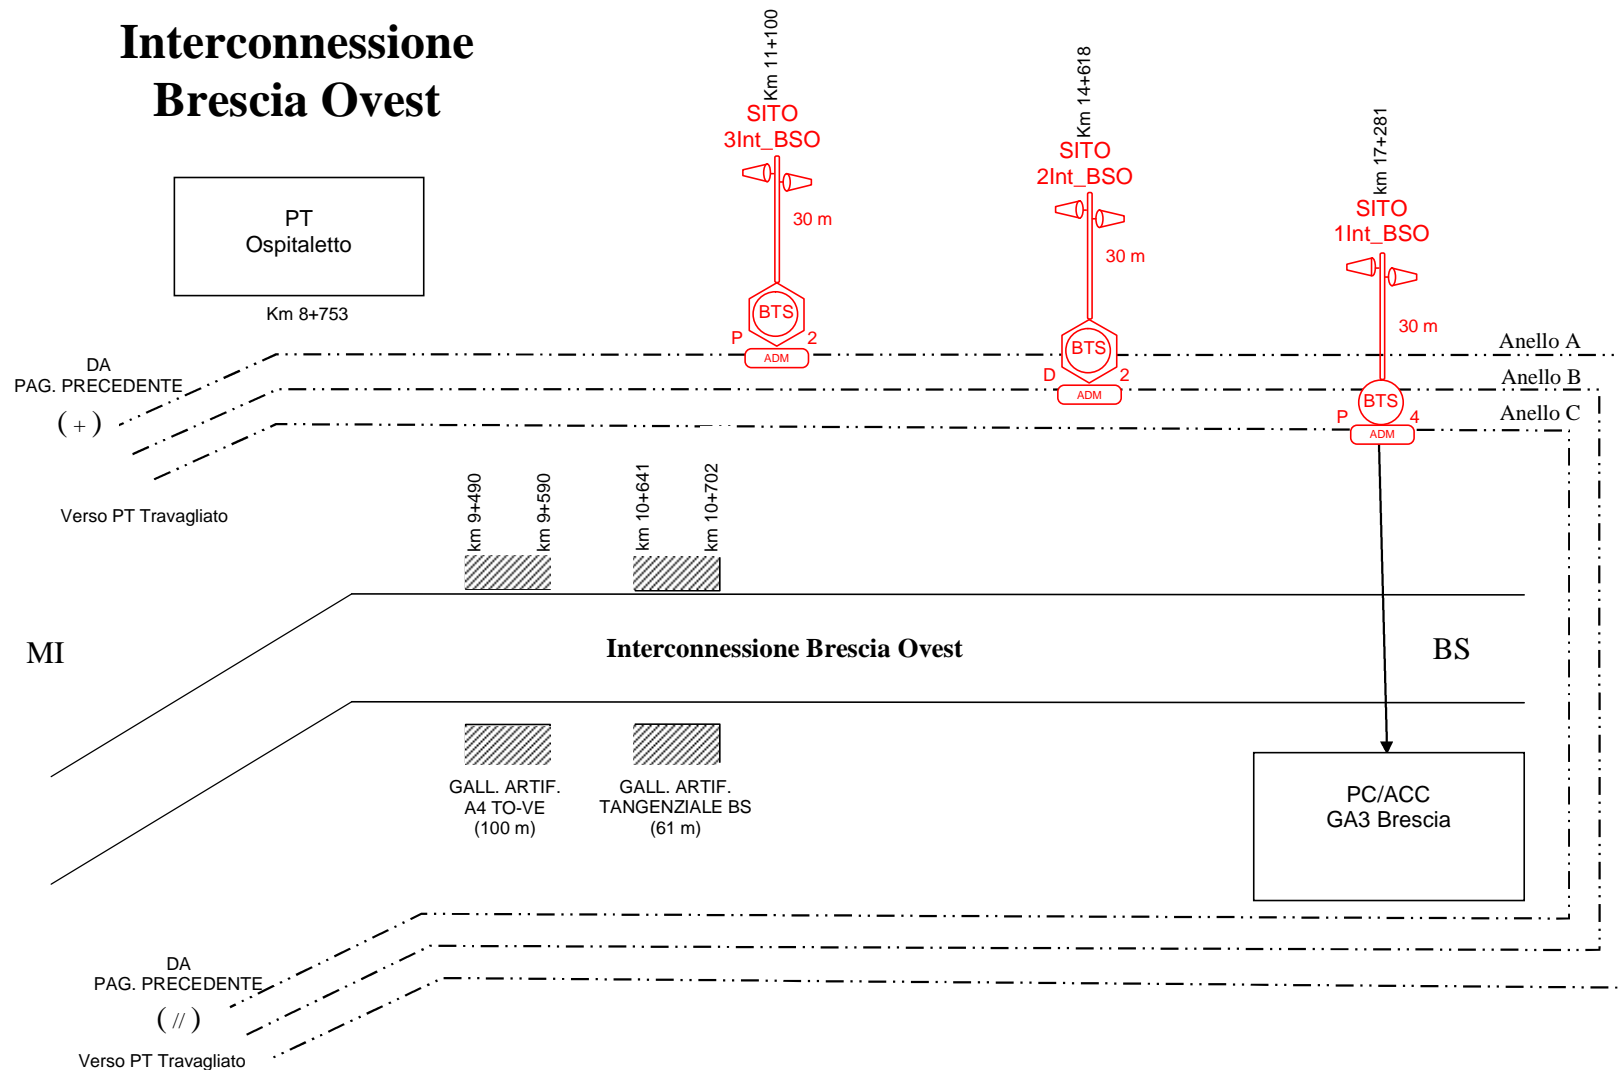 Interconnessione
Brescia Ovest
Km 11+100
SITO
3Int_BSO
30 m
BTS
P
2
ADM
Km 14+618
SITO
2Int_BSO
30 m
BTS
D
2
ADM
km 17+281
SITO
1Int_BSO
30 m
BTS
P
4
ADM
PT
Ospitaletto
Km 8+753
Anello A
Anello B
Anello C
DA
PAG. PRECEDENTE
( + )
Verso PT Travagliato
km 9+490
km 9+590
km 10+641
km 10+702
MI
Interconnessione Brescia Ovest
BS
GALL. ARTIF.
A4 TO-VE
(100 m)
GALL. ARTIF.
TANGENZIALE BS
(61 m)
PC/ACC
GA3 Brescia
DA
PAG. PRECEDENTE
( // )
Verso PT Travagliato